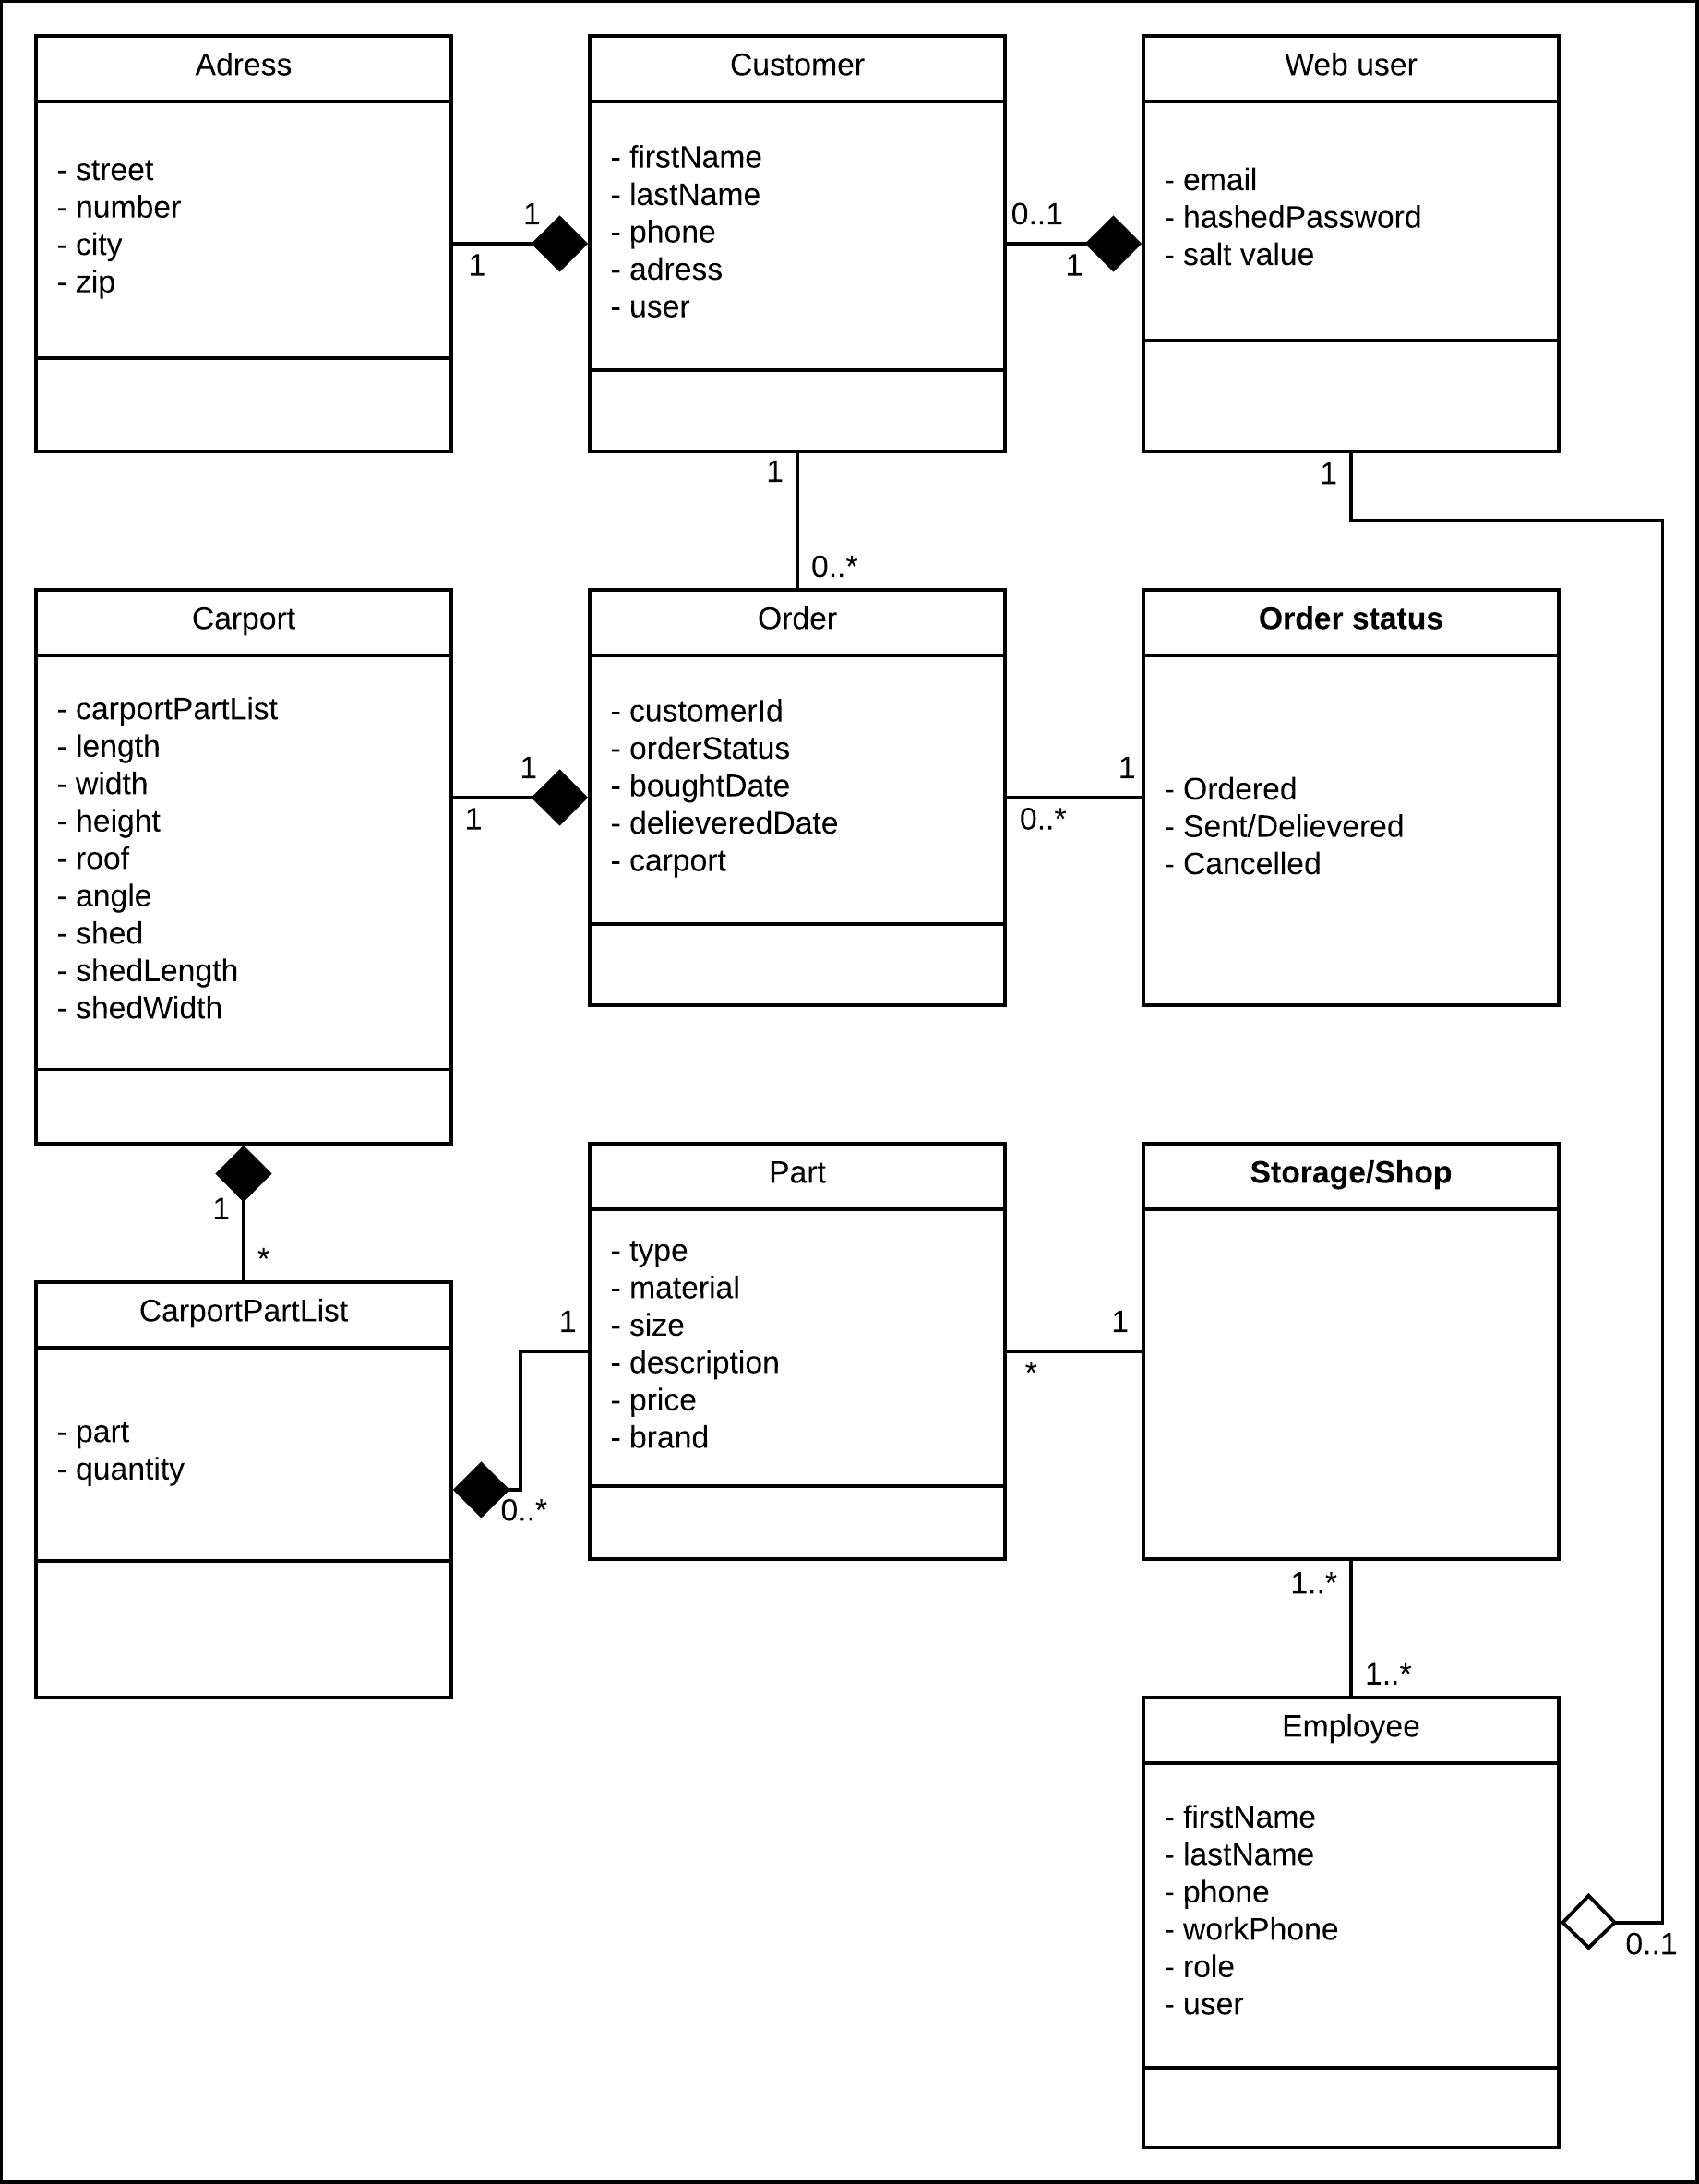 Adress
- street
- number
- city
- zip
1
1
Customer
- firstName
- lastName
- phone
- adress
- user
0..1
1
Web user
- email
- hashedPassword
- salt value
1
0..*
1
Carport
- carportPartList
- length
- width
- height
- roof
- angle
- shed
- shedLength
- shedWidth
1
1
Order
- customerId
- orderStatus
- boughtDate
- delieveredDate
- carport
1
0..*
Order status
- Ordered
- Sent/Delievered
- Cancelled
1
*
CarportPartList
- part
- quantity
1
0..*
Part
- type
- material
- size
- description
- price
- brand
1
*
Storage/Shop
1..*
1..*
Employee
- firstName
- lastName
- phone
- workPhone
- role
- user
0..1